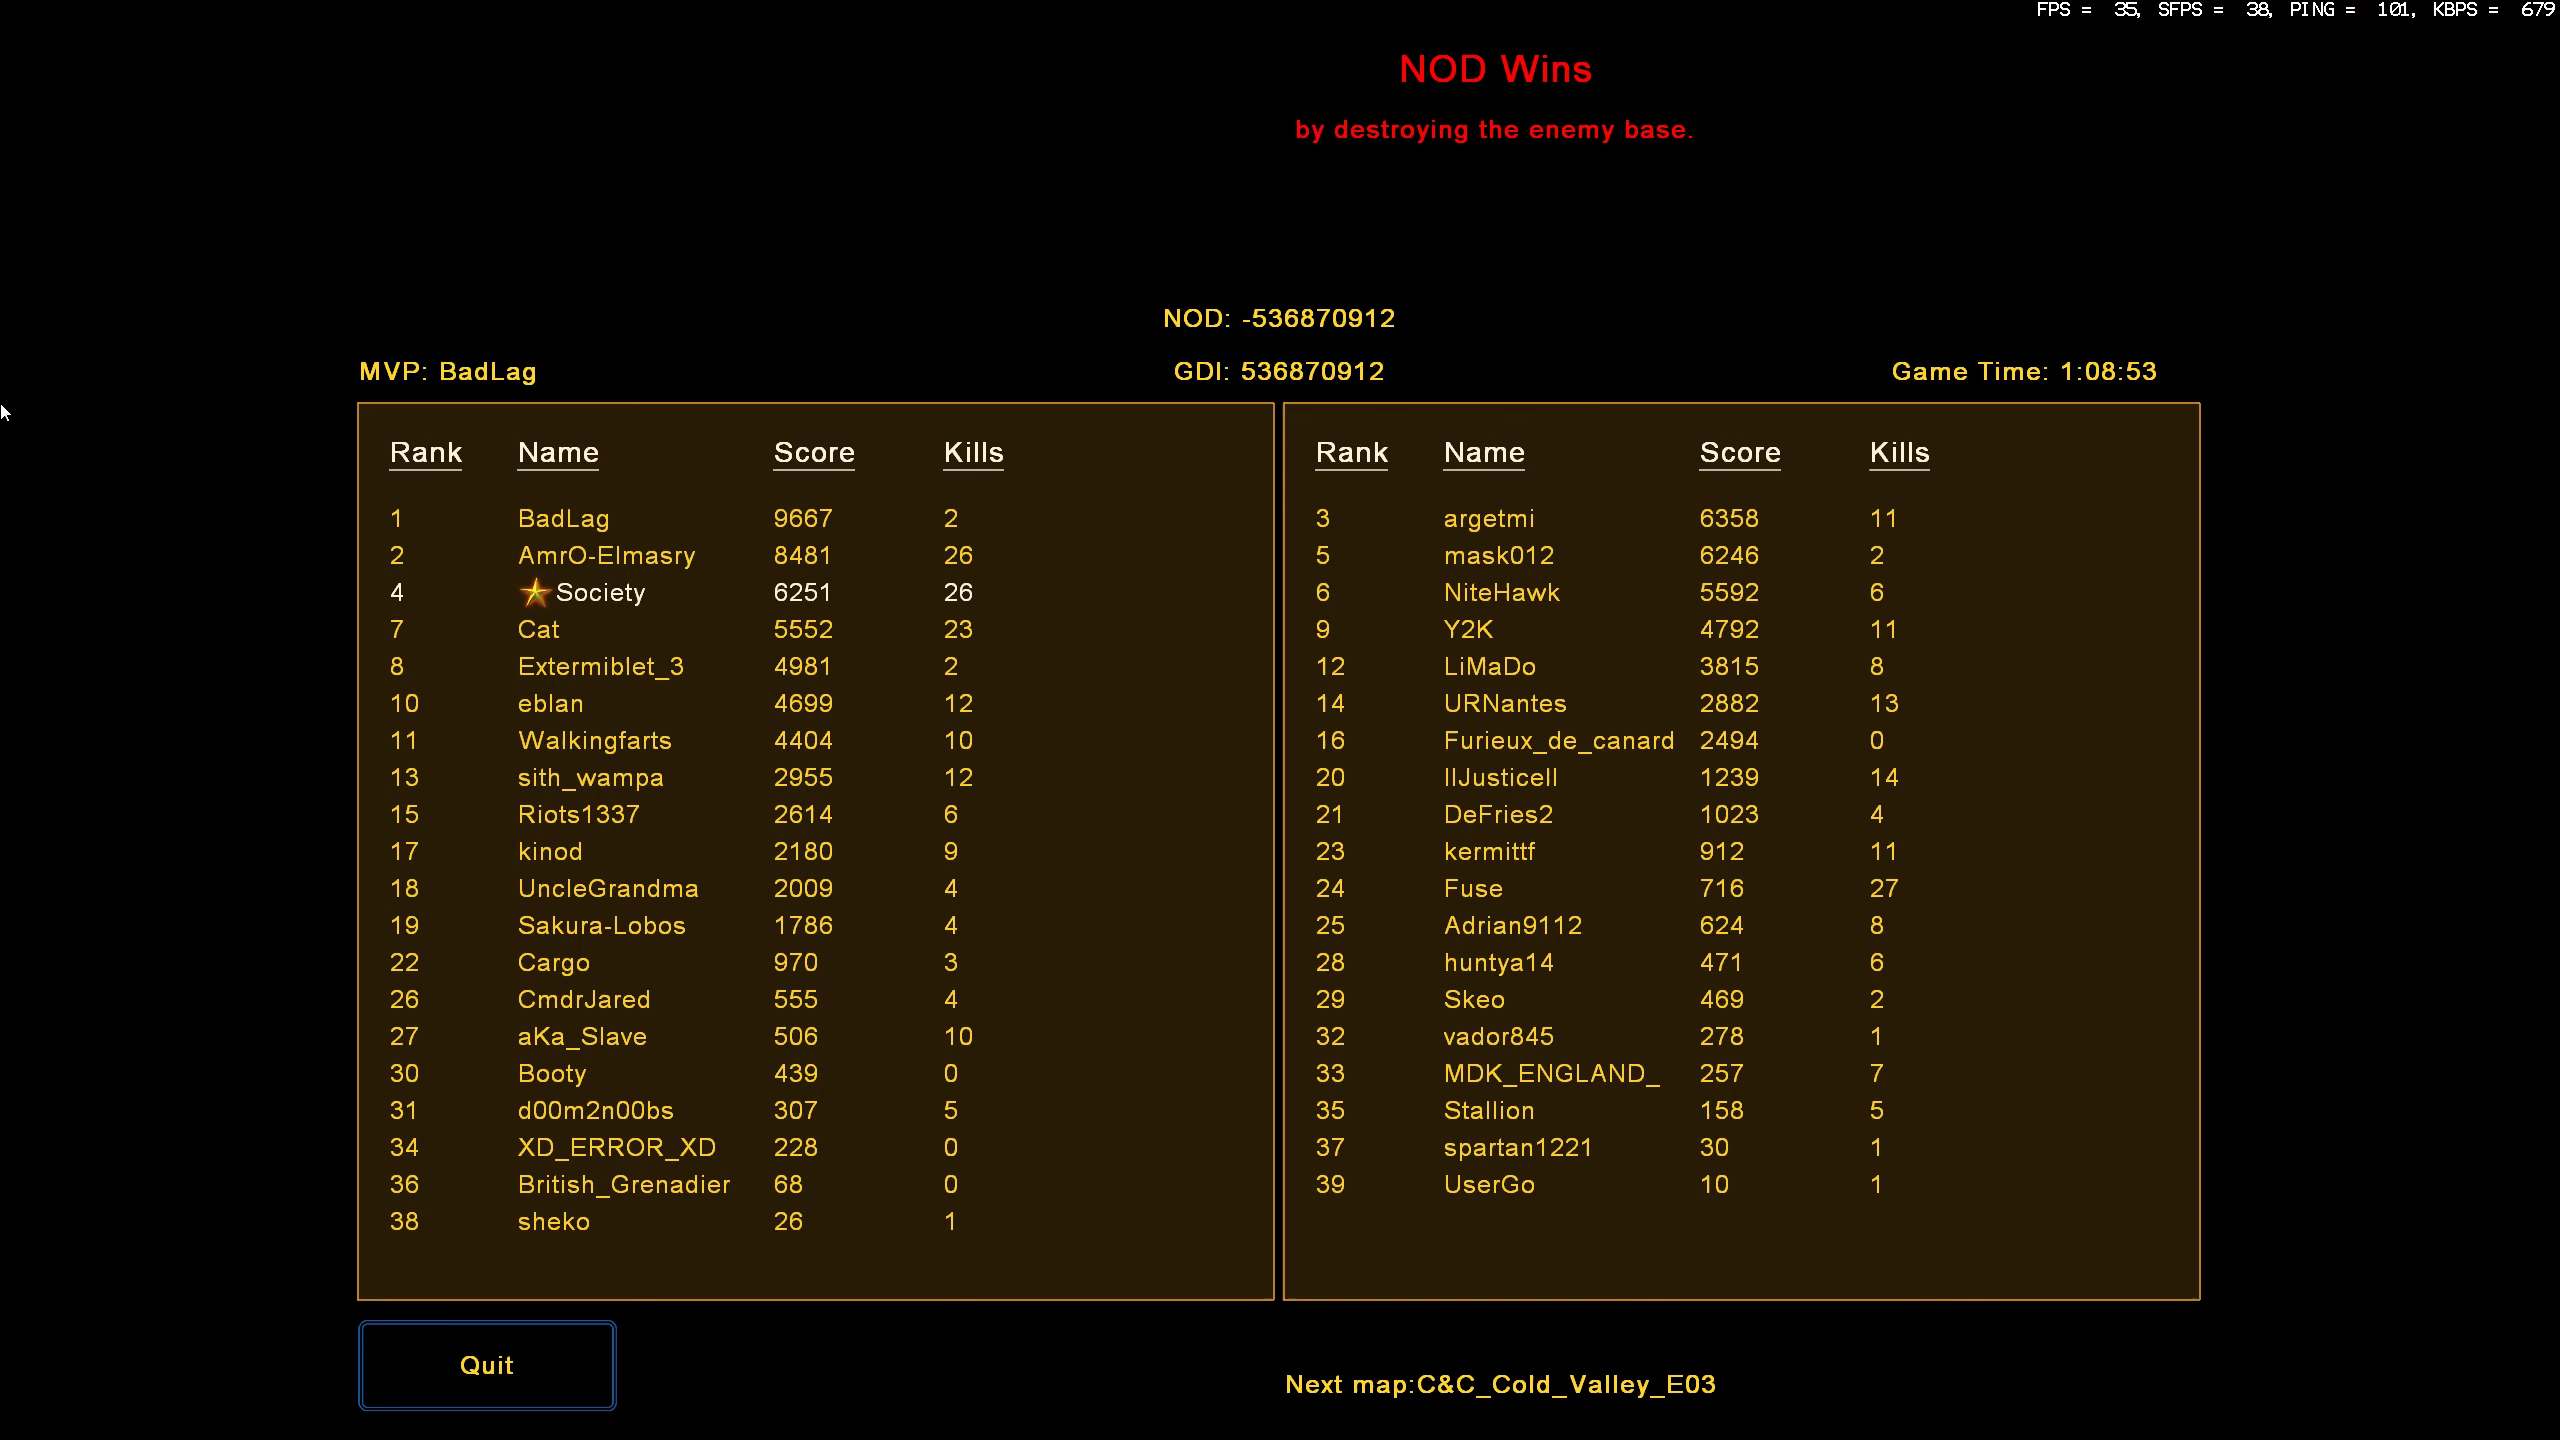 FPS = 35, SFPS = 38, PING = 101, KBPS = 679
NOD Wins
by destroying the enemy base.
NOD: -536870912
MVP: BadLag GDI: 536870912 Game Time: 1:08:53
Rank Name Score Kills
1 BadLag 9667 2
2 AmrO-Elmasry 8481 26
4 Society 6251 26
7 Cat 5552 23
8 Extermiblet_3 4981 2
10 eblan 4699 12
11 Walkingfarts 4404 10
13 sith_wampa 2955 12
15 Riots1337 2614 6
17 kinod 2180 9
18 UncleGrandma 2009 4
19 Sakura-Lobos 1786 4
22 Cargo 970 3
26 CmdrJared 555 4
27 aKa_Slave 506 10
30 Booty 439 0
31 d00m2n00bs 307 5
34 XD_ERROR_XD 228 0
36 British_Grenadier 68 0
38 sheko 26 1
Rank Name Score Kills
3 argetmi 6358 11
5 mask012 6246 2
6 NiteHawk 5592 6
9 Y2K 4792 11
12 LiMaDo 3815 8
14 URNantes 2882 13
16 Furieux_de_canard 2494 0
20 llJusticell 1239 14
21 DeFries2 1023 4
23 kermittf 912 11
24 Fuse 716 27
25 Adrian9112 624 8
28 huntya14 471 6
29 Skeo 469 2
32 vador845 278 1
33 MDK_ENGLAND_ 257 7
35 Stallion 158 5
37 spartan1221 30 1
39 UserGo 10 1
Quit
Next map:C&C_Cold_Valley_E03